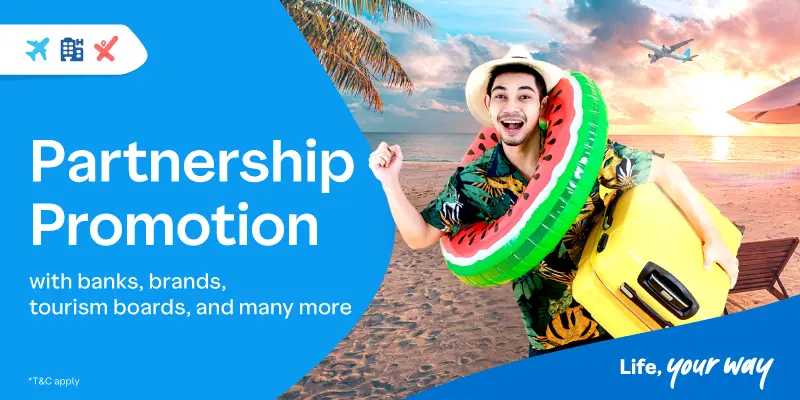 Partnership
Promotion
with banks, brands,
tourism boards, and many more
*T&C apply
Life, your way